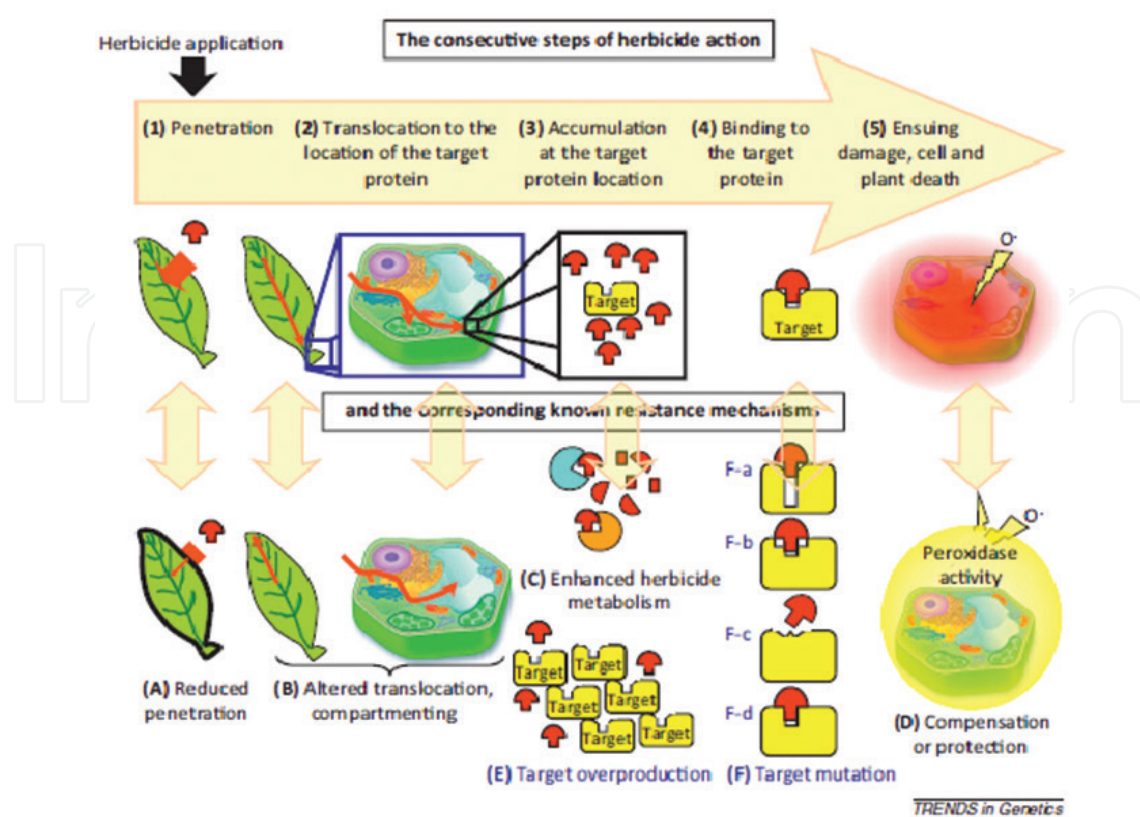 Herbicide application
The consecutive steps of herbicide action
(1) Penetration
(2) Translocation to the
location of the target
protein
(3) Accumulation
at the target
protein location
(4) Binding to
the target
protein
(5) Ensuing
damage, cell and
plant death
Target
Target
O·
and the corresponding known resistance mechanisms
(A) Reduced
penetration
(B) Altered translocation,
compartmenting
(C) Enhanced herbicide
metabolism
Target
Target
Target
Target
Target
Target
(E) Target overproduction
F-a
F-b
F-c
F-d
(F) Target mutation
O·
Peroxidase
activity
(D) Compensation
or protection
TRENDS in Genetics